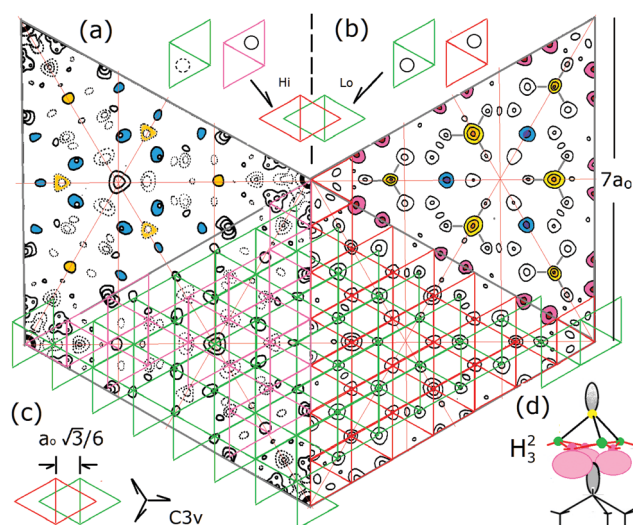 (a)
(b)
Hi
Lo
7a₀
(c)
a₀ √3/6
C3v
(d)
H₃²